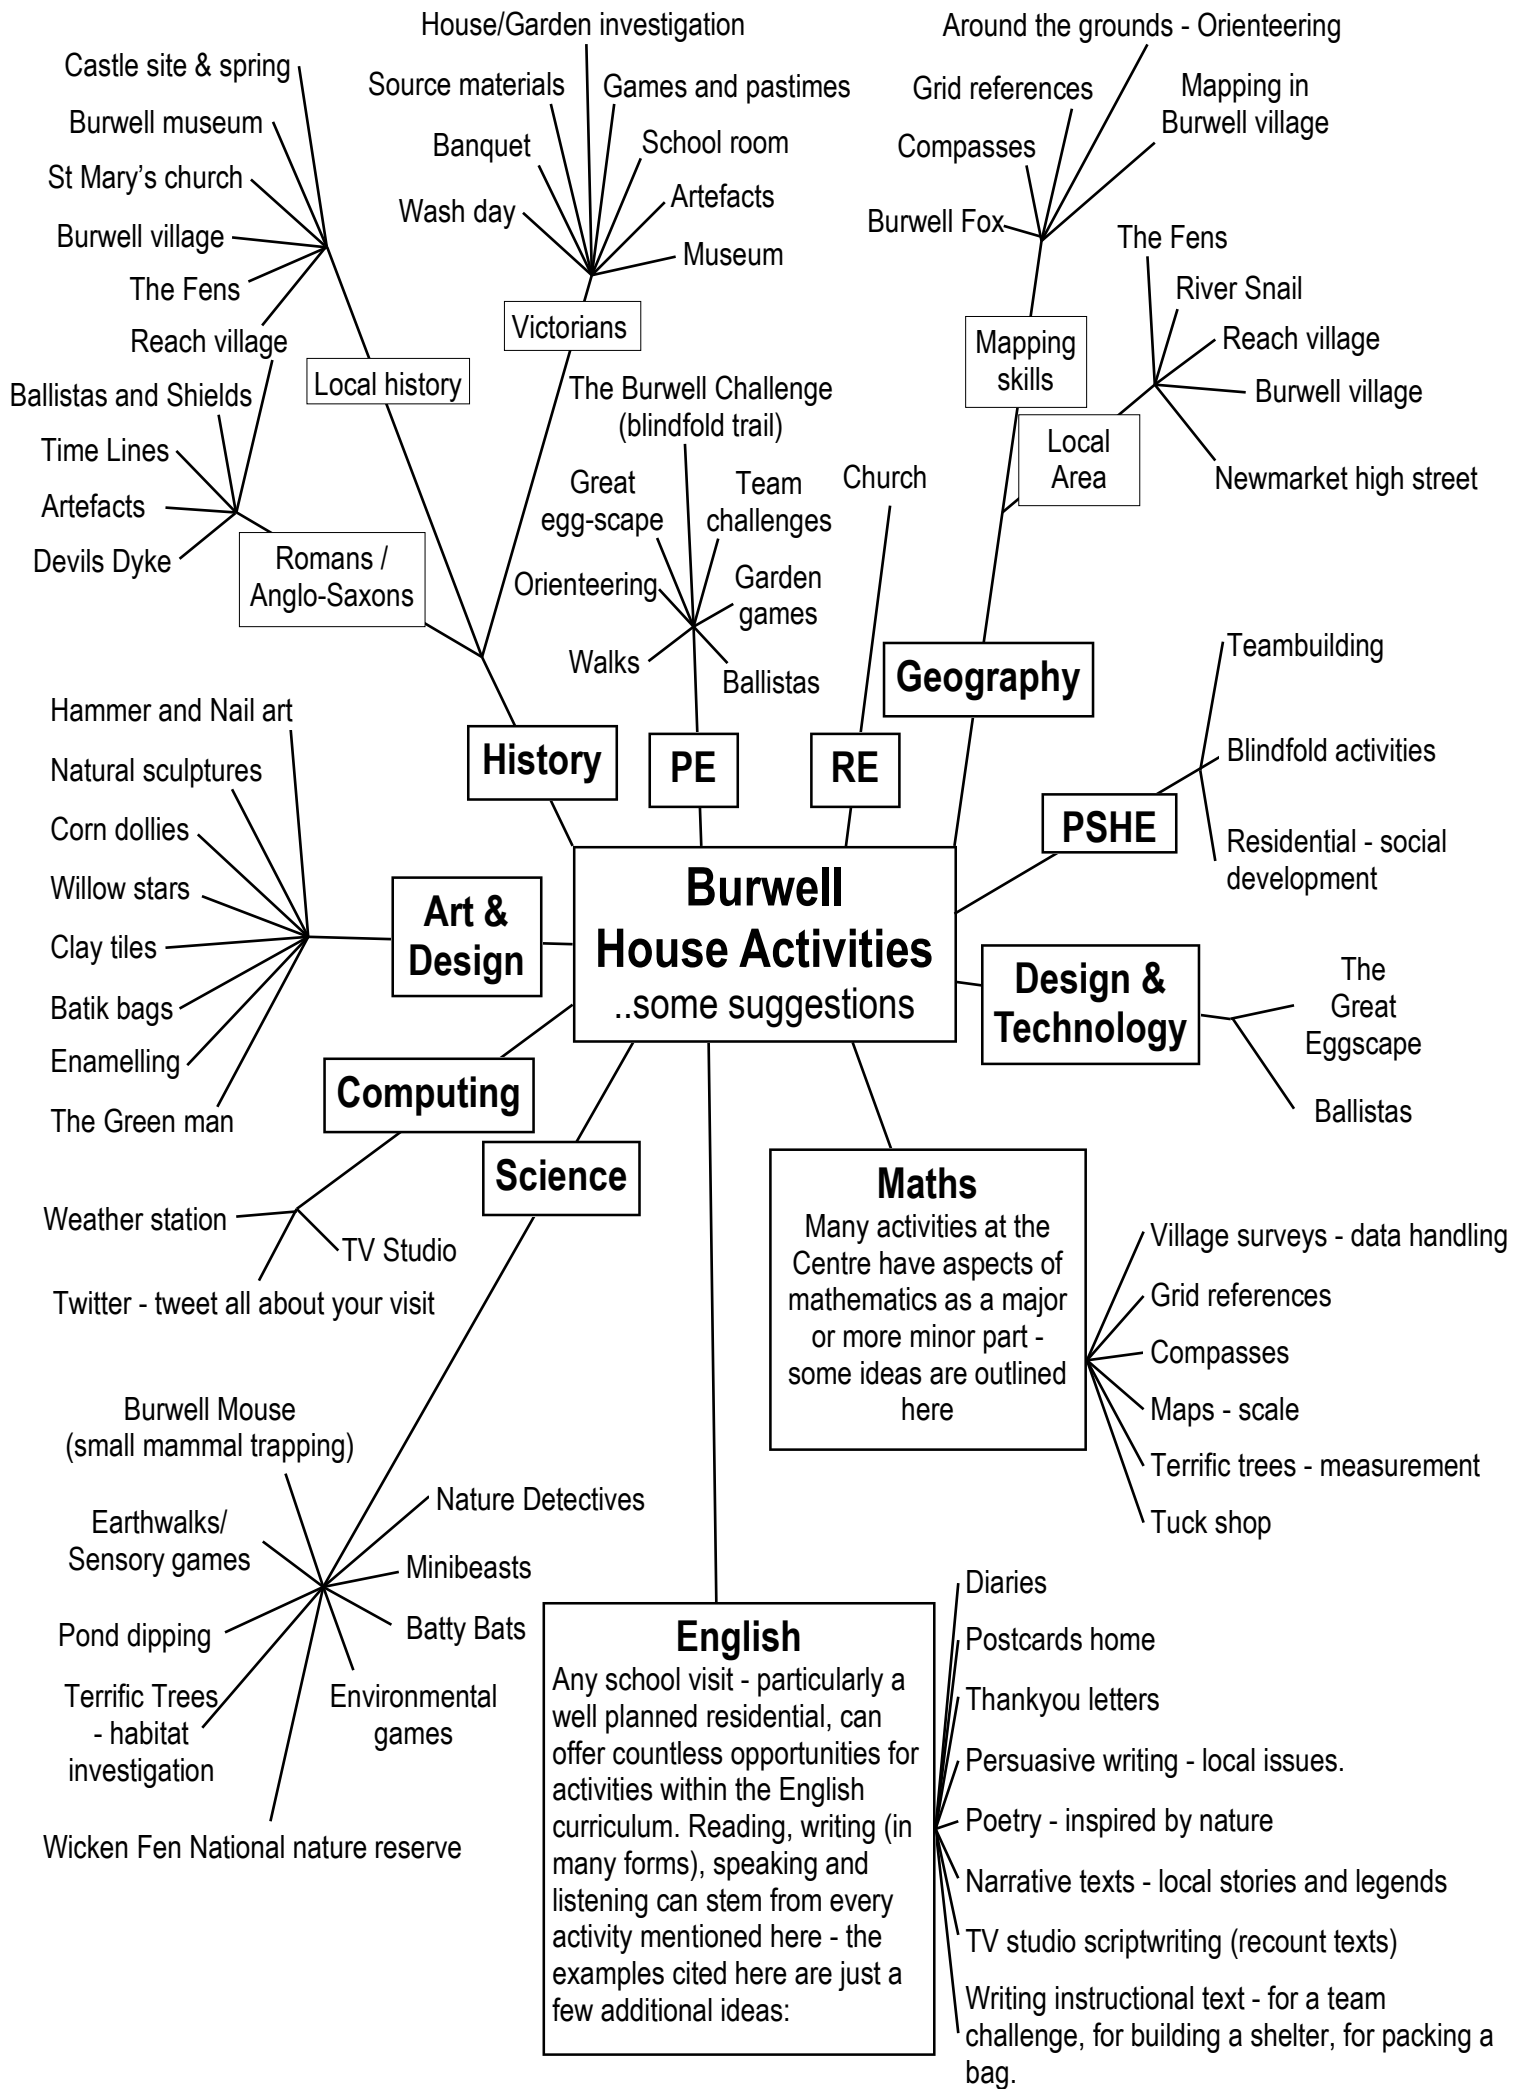 House/Garden investigation
Castle site & spring
Source materials
Games and pastimes
Burwell museum
Banquet
School room
St Mary's church
Wash day
Artefacts
Burwell village
Museum
The Fens
Reach village
Victorians
Local history
Ballistas and Shields
Time Lines
Artefacts
Devils Dyke
Romans /
Anglo-Saxons
History
The Burwell Challenge
(blindfold trail)
Great
egg-scape
Team
challenges
Orienteering
Garden
games
Walks
Ballistas
PE
Church
RE
Around the grounds - Orienteering
Grid references
Mapping in
Burwell village
Compasses
Burwell Fox
Mapping
skills
The Fens
River Snail
Reach village
Burwell village
Newmarket high street
Local
Area
Geography
Teambuilding
Blindfold activities
Residential - social
development
PSHE
Hammer and Nail art
Natural sculptures
Corn dollies
Willow stars
Clay tiles
Batik bags
Enamelling
The Green man
Art &
Design
Burwell
House Activities
..some suggestions
Design &
Technology
The
Great
Eggscape
Ballistas
Computing
Weather station
TV Studio
Twitter - tweet all about your visit
Science
Burwell Mouse
(small mammal trapping)
Nature Detectives
Earthwalks/
Sensory games
Minibeasts
Pond dipping
Batty Bats
Terrific Trees
- habitat
investigation
Environmental
games
Wicken Fen National nature reserve
Maths
Many activities at the
Centre have aspects of
mathematics as a major
or more minor part -
some ideas are outlined
here
Village surveys - data handling
Grid references
Compasses
Maps - scale
Terrific trees - measurement
Tuck shop
English
Any school visit - particularly a
well planned residential, can
offer countless opportunities for
activities within the English
curriculum. Reading, writing (in
many forms), speaking and
listening can stem from every
activity mentioned here - the
examples cited here are just a
few additional ideas:
Diaries
Postcards home
Thankyou letters
Persuasive writing - local issues.
Poetry - inspired by nature
Narrative texts - local stories and legends
TV studio scriptwriting (recount texts)
Writing instructional text - for a team
challenge, for building a shelter, for packing a
bag.